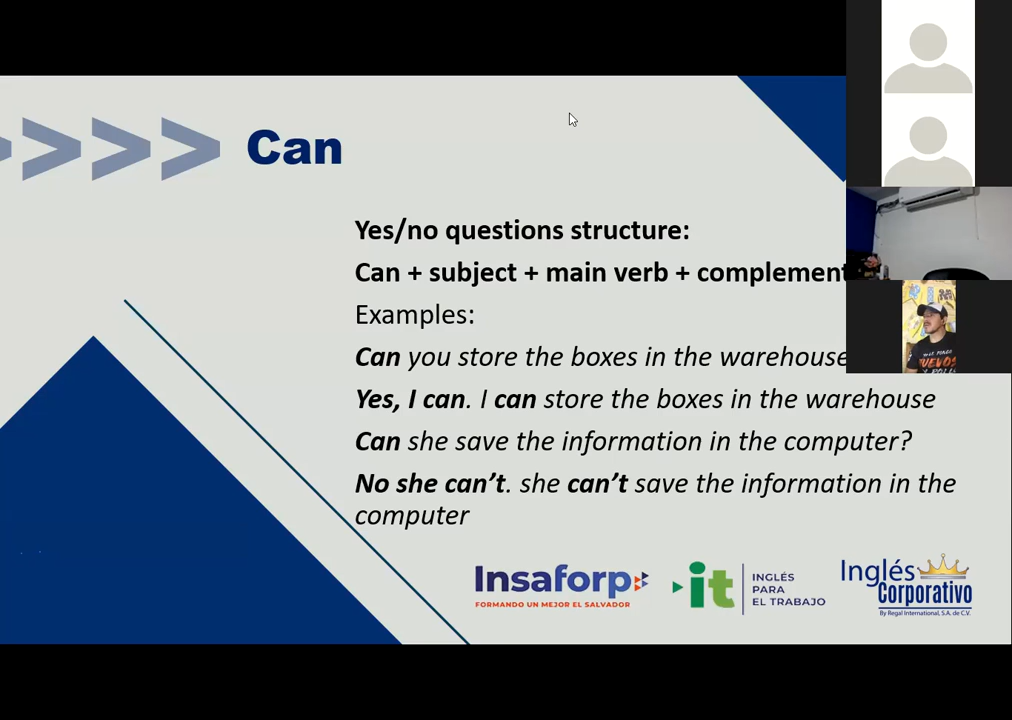 Can
Yes/no questions structure:
Can + subject + main verb + complement
Examples:
Can you store the boxes in the warehouse
Yes, I can. I can store the boxes in the warehouse
Can she save the information in the computer?
No she can’t. she can’t save the information in the
computer
Insaforp
FORMANDO UN MEJOR EL SALVADOR
it
INGLÉS
PARA
EL TRABAJO
Inglés
Corporativo
By Regal International, S.A. de C.V.